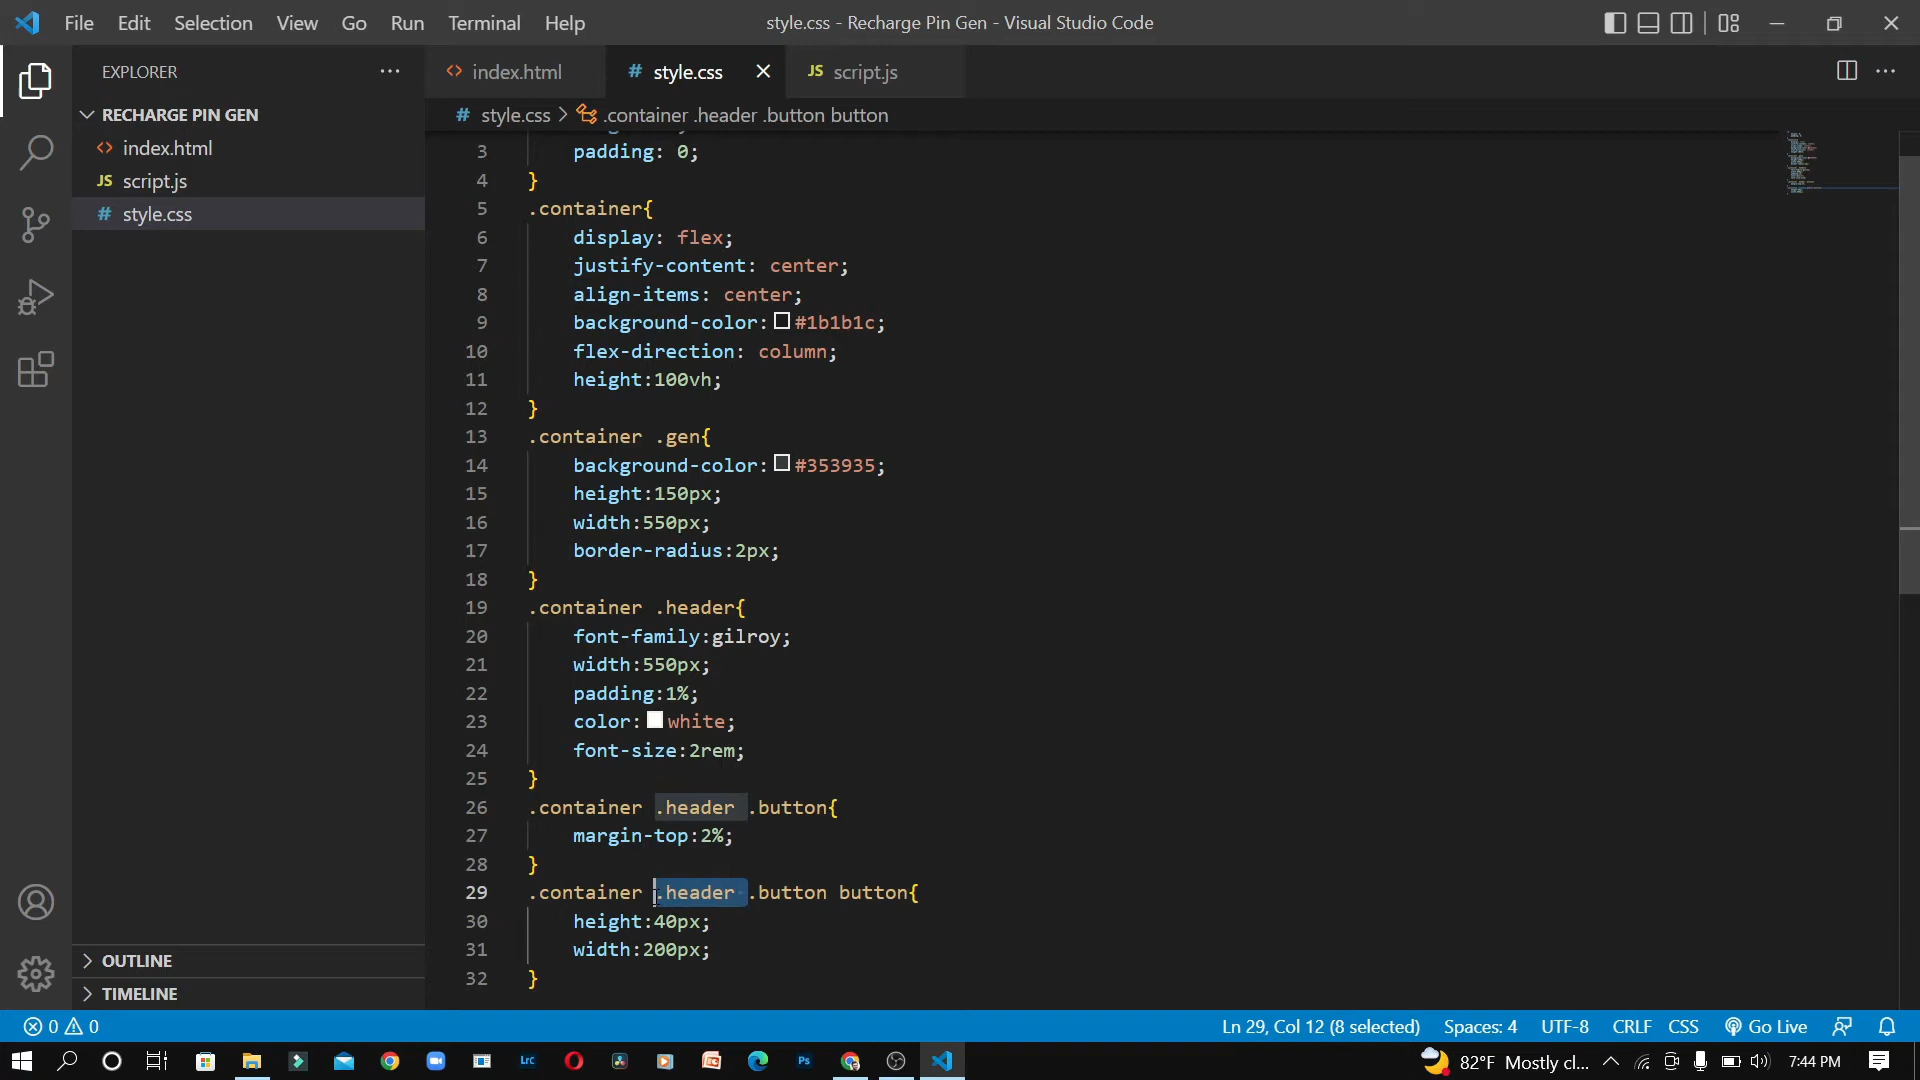 File Edit Selection View Go Run Terminal Help
style.css - Recharge Pin Gen - Visual Studio Code
EXPLORER
RECHARGE PIN GEN
index.html
JS script.js
# style.css
OUTLINE
TIMELINE
index.html
# style.css
JS script.js
# style.css > .container .header .button button
3 padding: 0;
4 }
5 .container{
6 display: flex;
7 justify-content: center;
8 align-items: center;
9 background-color: #1b1b1c;
10 flex-direction: column;
11 height:100vh;
12 }
13 .container .gen{
14 background-color: #353935;
15 height:150px;
16 width:550px;
17 border-radius:2px;
18 }
19 .container .header{
20 font-family:gilroy;
21 width:550px;
22 padding:1%;
23 color: white;
24 font-size:2rem;
25 }
26 .container .header .button{
27 margin-top:2%;
28 }
29 .container .header .button button{
30 height:40px;
31 width:200px;
32 }
0 0
Ln 29, Col 12 (8 selected) Spaces: 4 UTF-8 CRLF CSS Go Live
Lrc Ps
82°F Mostly cl... 7:44 PM